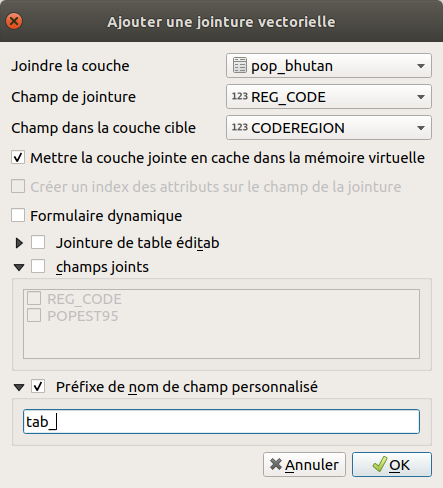 Ajouter une jointure vectorielle
Joindre la couche pop_bhutan
Champ de jointure 123 REG_CODE
Champ dans la couche cible 123 CODEREGION
Mettre la couche jointe en cache dans la mémoire virtuelle
Créer un index des attributs sur le champ de la jointure
Formulaire dynamique
Jointure de table éditab
champs joints
REG_CODE
POPEST95
Préfixe de nom de champ personnalisé
tab_
Annuler OK